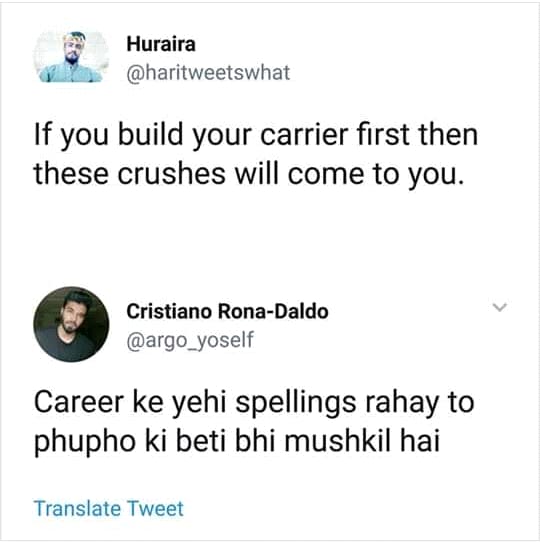 Huraira
@haritweetswhat
If you build your carrier first then
these crushes will come to you.
Cristiano Rona-Daldo
@argo_yoself
Career ke yehi spellings rahay to
phupho ki beti bhi mushkil hai
Translate Tweet